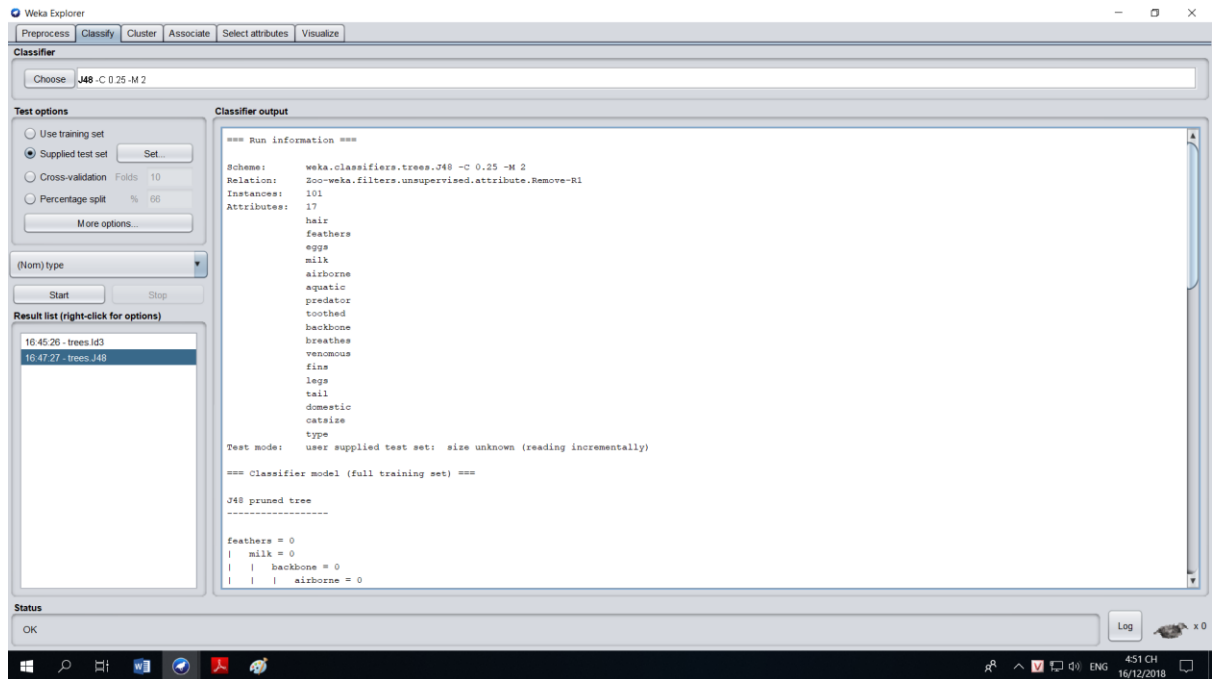 Weka Explorer
Preprocess Classify Cluster Associate Select attributes Visualize
Classifier
Choose J48 -C 0.25 -M 2
Test options
Use training set
Supplied test set Set...
Cross-validation Folds 10
Percentage split % 66
More options...
(Nom) type
Start Stop
Result list (right-click for options)
16:45:26 - trees.Id3
16:47:27 - trees.J48
Classifier output
=== Run information ===
Scheme: weka.classifiers.trees.J48 -C 0.25 -M 2
Relation: Zoo-weka.filters.unsupervised.attribute.Remove-R1
Instances: 101
Attributes: 17
hair
feathers
eggs
milk
airborne
aquatic
predator
toothed
backbone
breathes
venomous
fins
legs
tail
domestic
catsize
type
Test mode: user supplied test set: size unknown (reading incrementally)
=== Classifier model (full training set) ===
J48 pruned tree
------------------
feathers = 0
| milk = 0
| | backbone = 0
| | | airborne = 0
Status
OK
Log x 0
ENG 4:51 CH
16/12/2018